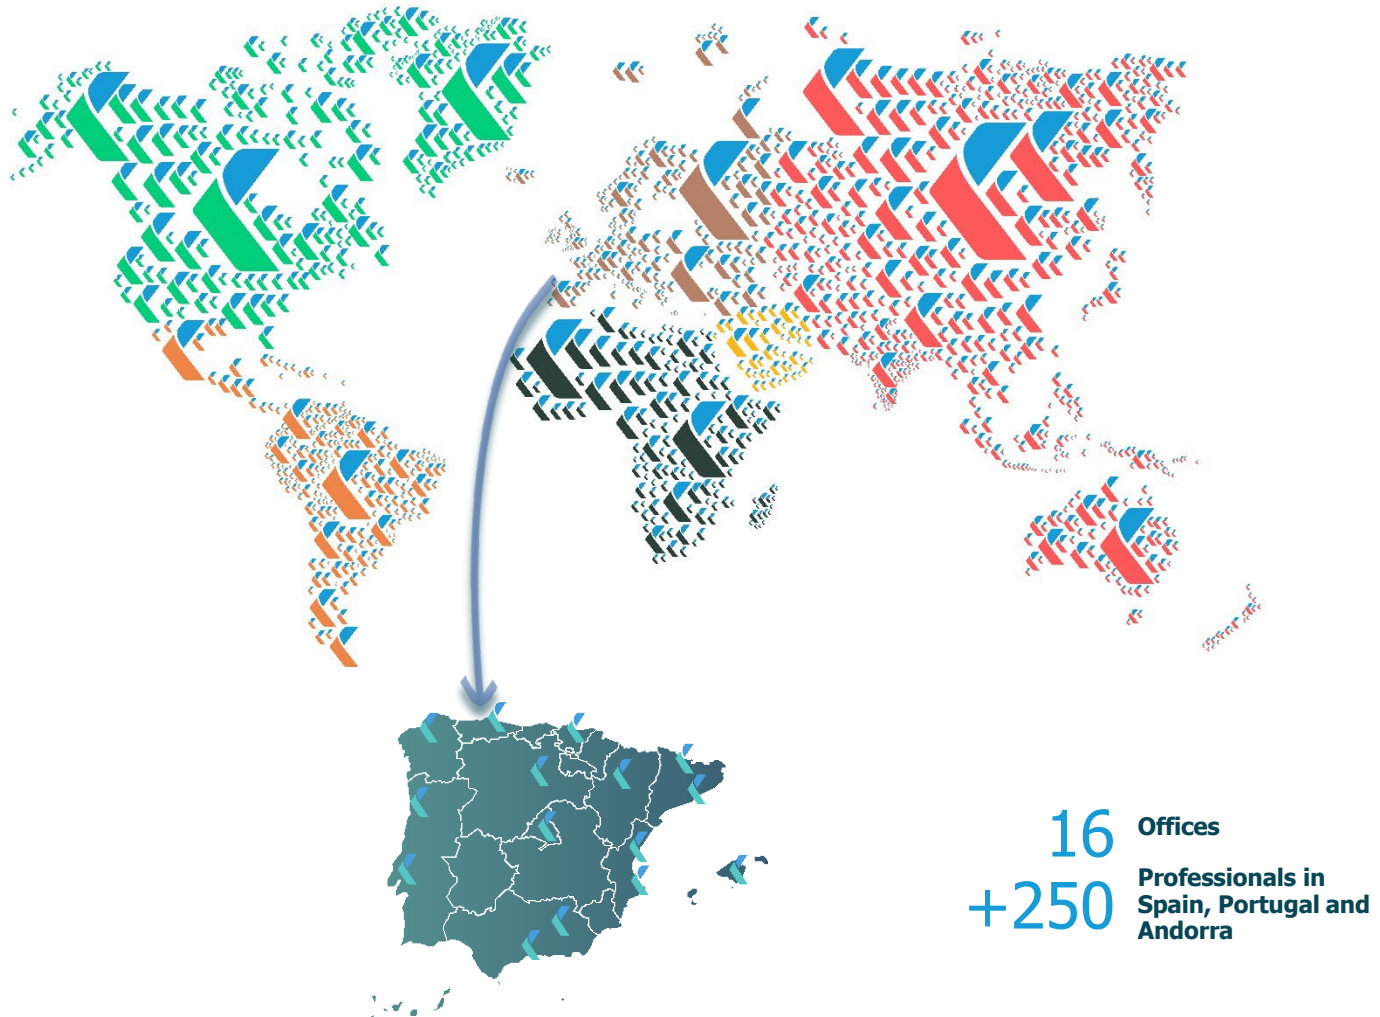 16 Offices
+250 Professionals in
Spain, Portugal and
Andorra